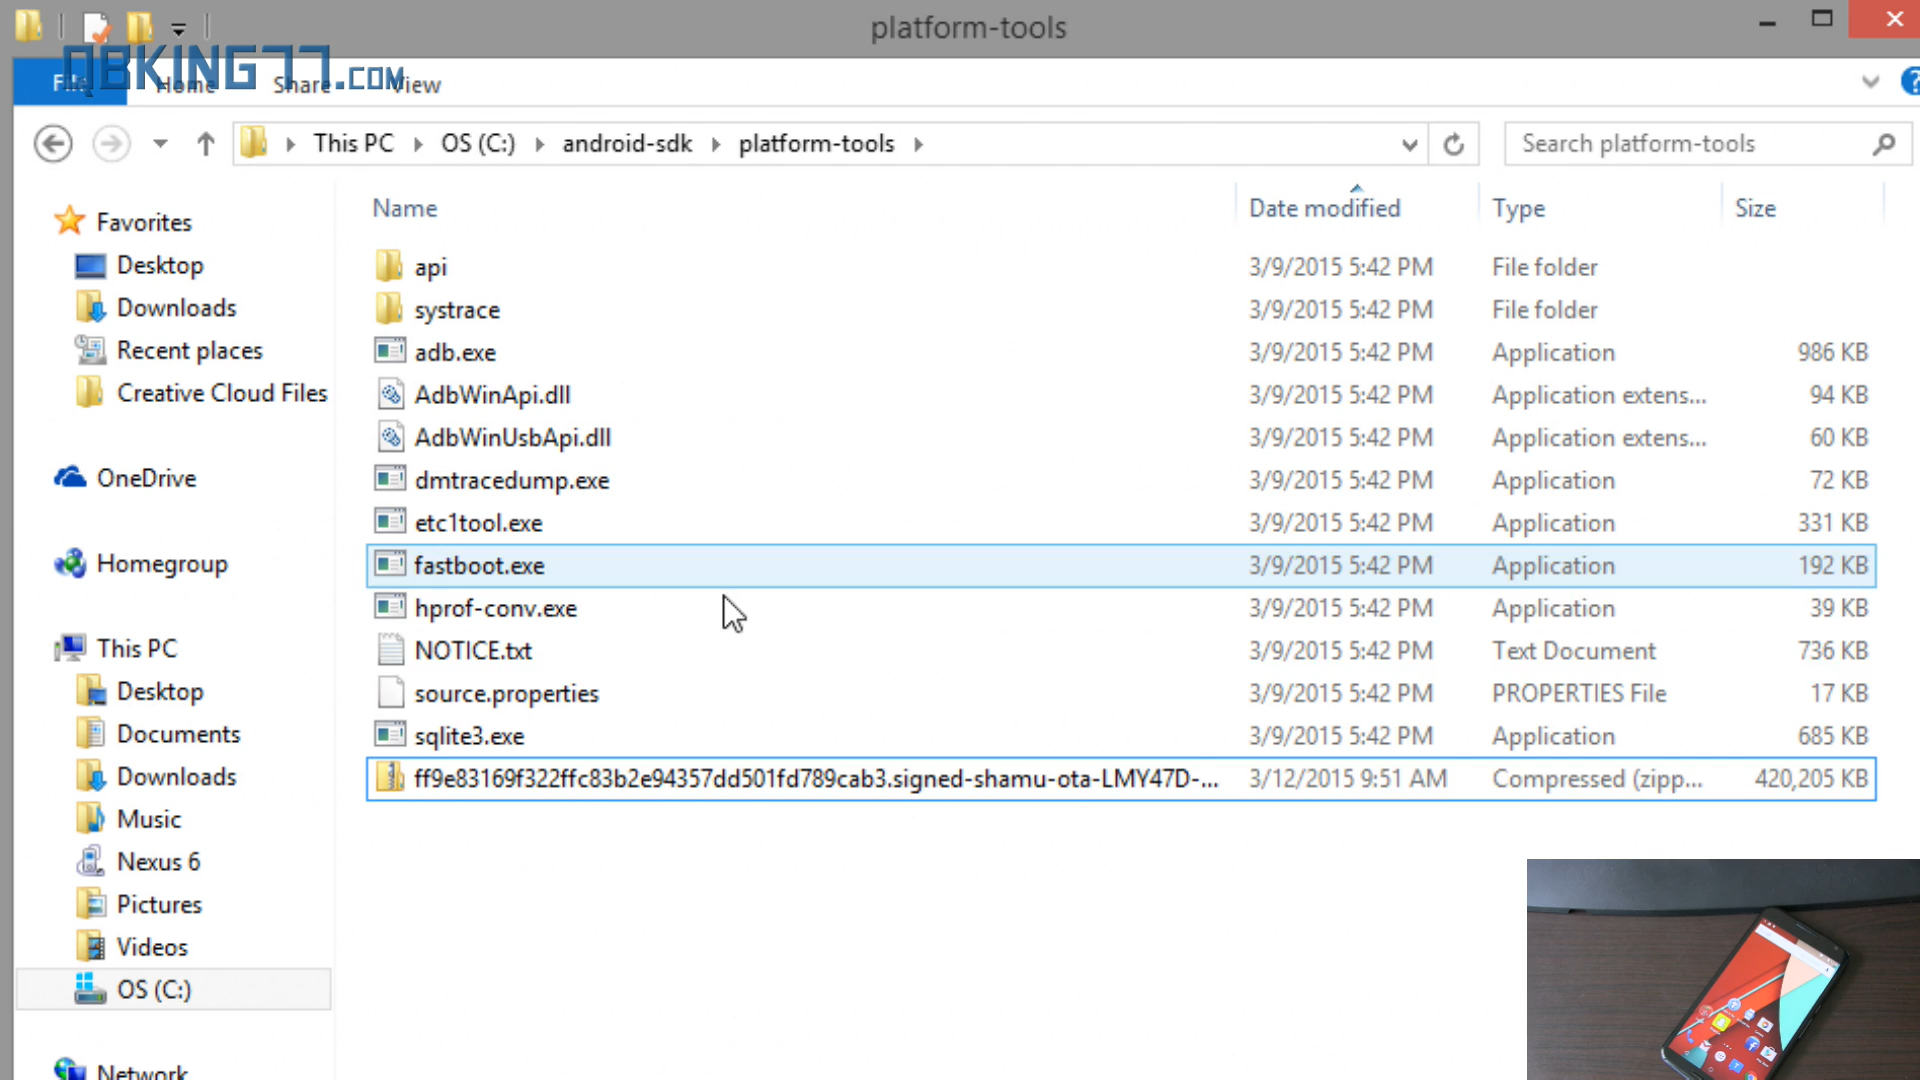 platform-tools
QBKING77.COM
File Home Share View
This PC OS (C:) android-sdk platform-tools
Search platform-tools
Name Date modified Type Size
Favorites
Desktop
Downloads
Recent places
Creative Cloud Files
OneDrive
Homegroup
This PC
Desktop
Documents
Downloads
Music
Nexus 6
Pictures
Videos
OS (C:)
Network
api 3/9/2015 5:42 PM File folder
systrace 3/9/2015 5:42 PM File folder
adb.exe 3/9/2015 5:42 PM Application 986 KB
AdbWinApi.dll 3/9/2015 5:42 PM Application extens... 94 KB
AdbWinUsbApi.dll 3/9/2015 5:42 PM Application extens... 60 KB
dmtracedump.exe 3/9/2015 5:42 PM Application 72 KB
etc1tool.exe 3/9/2015 5:42 PM Application 331 KB
fastboot.exe 3/9/2015 5:42 PM Application 192 KB
hprof-conv.exe 3/9/2015 5:42 PM Application 39 KB
NOTICE.txt 3/9/2015 5:42 PM Text Document 736 KB
source.properties 3/9/2015 5:42 PM PROPERTIES File 17 KB
sqlite3.exe 3/9/2015 5:42 PM Application 685 KB
ff9e83169f322ffc83b2e94357dd501fd789cab3.signed-shamu-ota-LMY47D-... 3/12/2015 9:51 AM Compressed (zipp... 420,205 KB